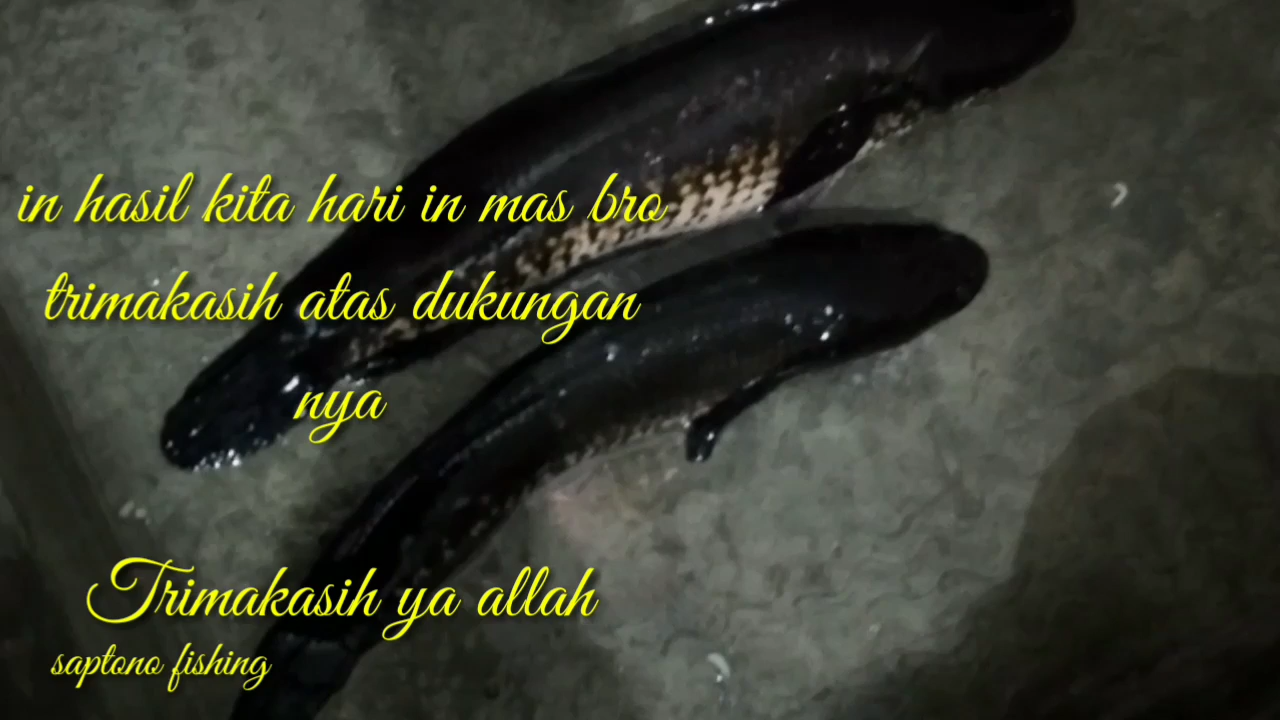 in hasil kita hari in mas bro
trimakasih atas dukungan
nya
Trimakasih ya allah
saptono fishing